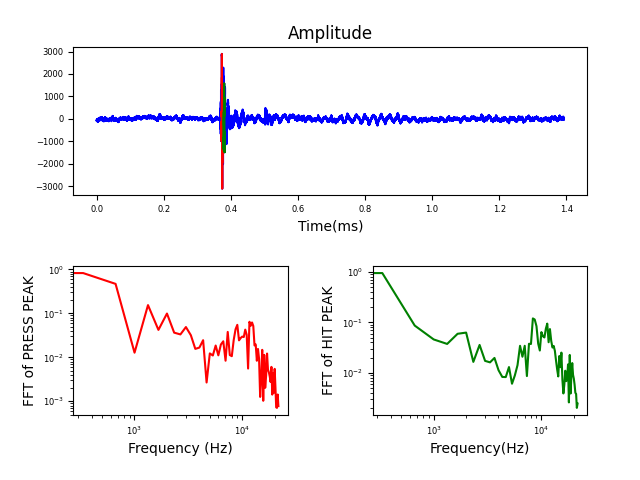 Amplitude
3000
2000
1000
0
−1000
−2000
−3000
0.0 0.2 0.4 0.6 0.8 1.0 1.2 1.4
Time(ms)
FFT of PRESS PEAK
10⁰
10⁻¹
10⁻²
10⁻³
10³ 10⁴
Frequency (Hz)
FFT of HIT PEAK
10⁰
10⁻¹
10⁻²
10³ 10⁴
Frequency(Hz)